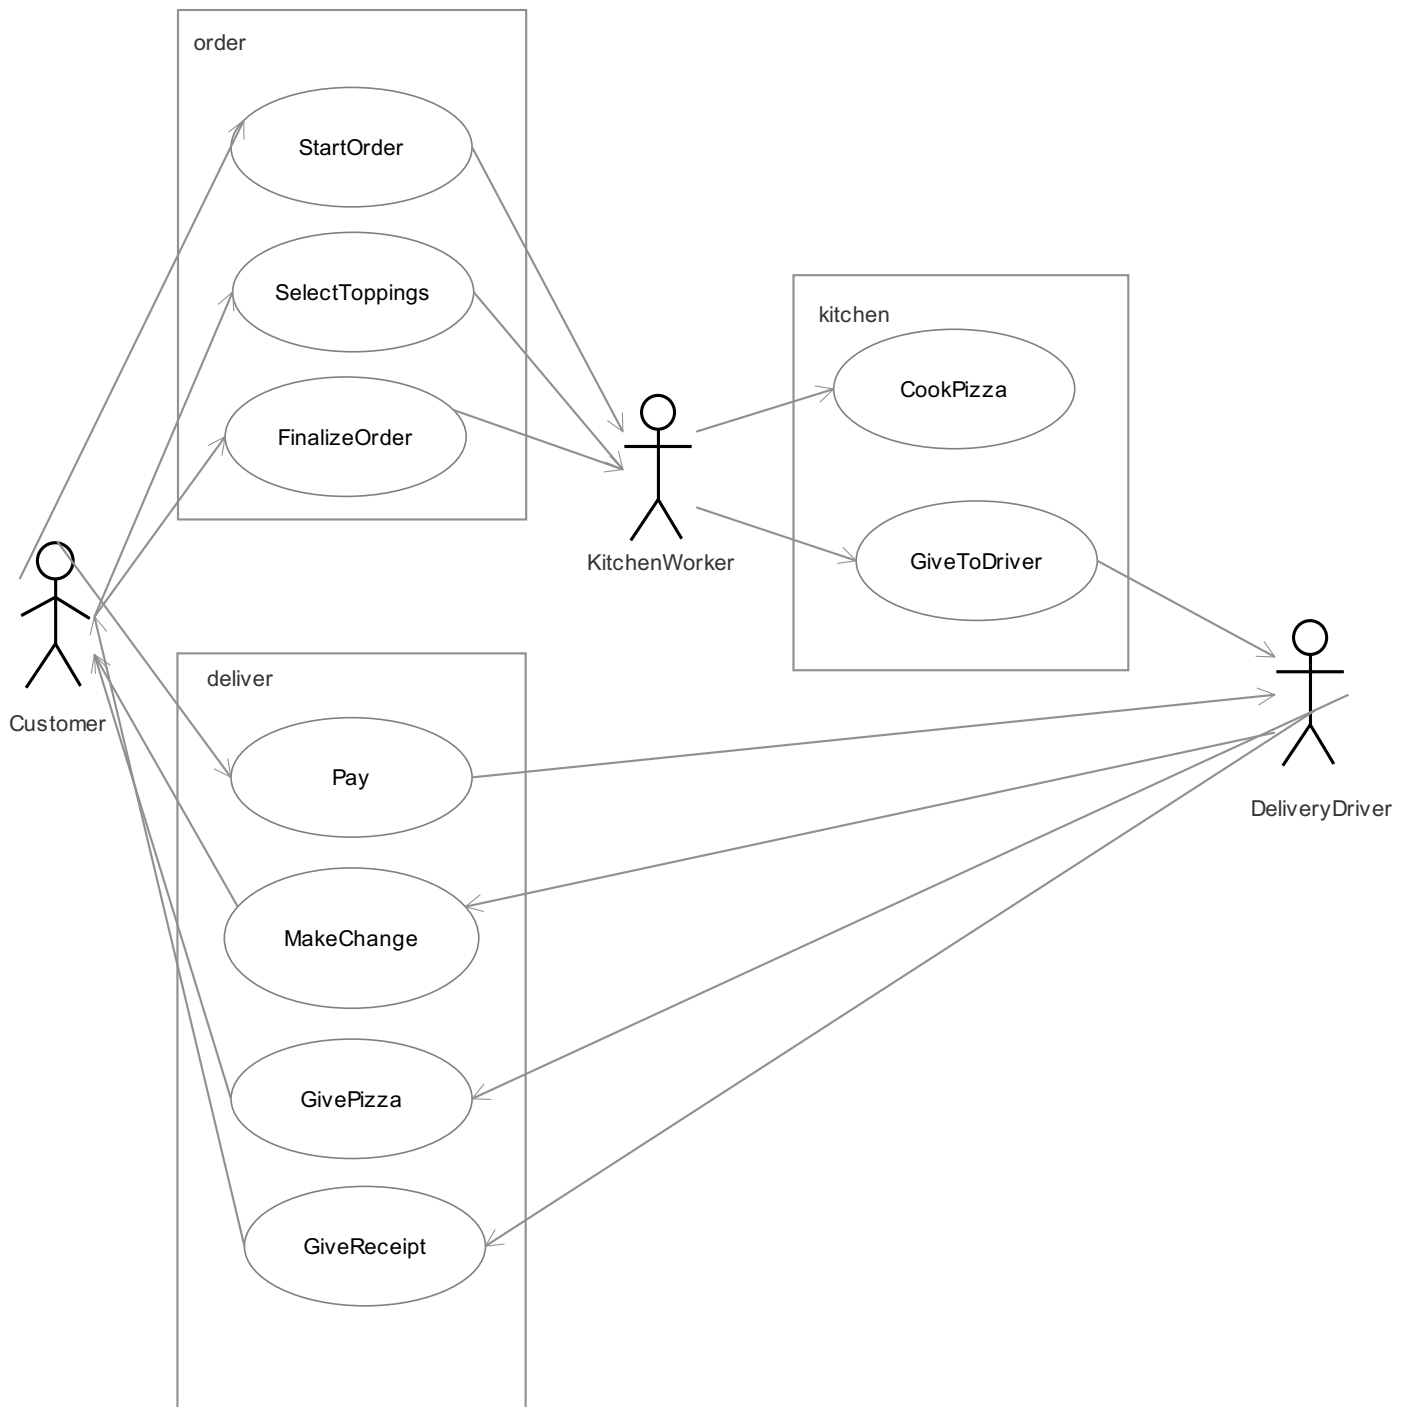 order
StartOrder
SelectToppings
FinalizeOrder
kitchen
CookPizza
GiveToDriver
KitchenWorker
Customer
DeliveryDriver
deliver
Pay
MakeChange
GivePizza
GiveReceipt